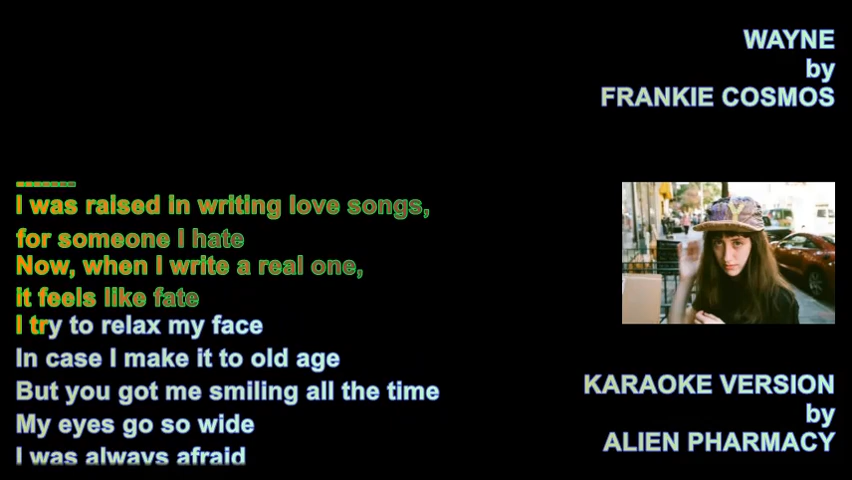 WAYNE
by
FRANKIE COSMOS
-------
I was raised in writing love songs,
for someone I hate
Now, when I write a real one,
it feels like fate
I try to relax my face
In case I make it to old age
But you got me smiling all the time
My eyes go so wide
I was always afraid
Y
KARAOKE VERSION
by
ALIEN PHARMACY